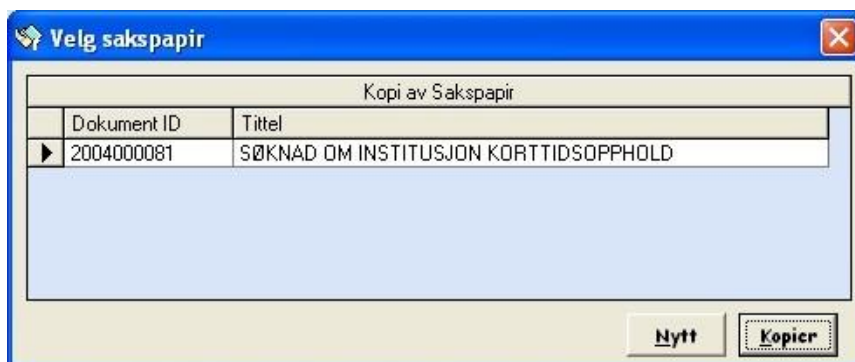 Velg sakspapir
Kopi av Sakspapir
Dokument ID Tittel
2004000081 SØKNAD OM INSTITUSJON KORTTIDSOPPHOLD
Nytt Kopier